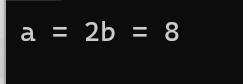 a = 2b = 8